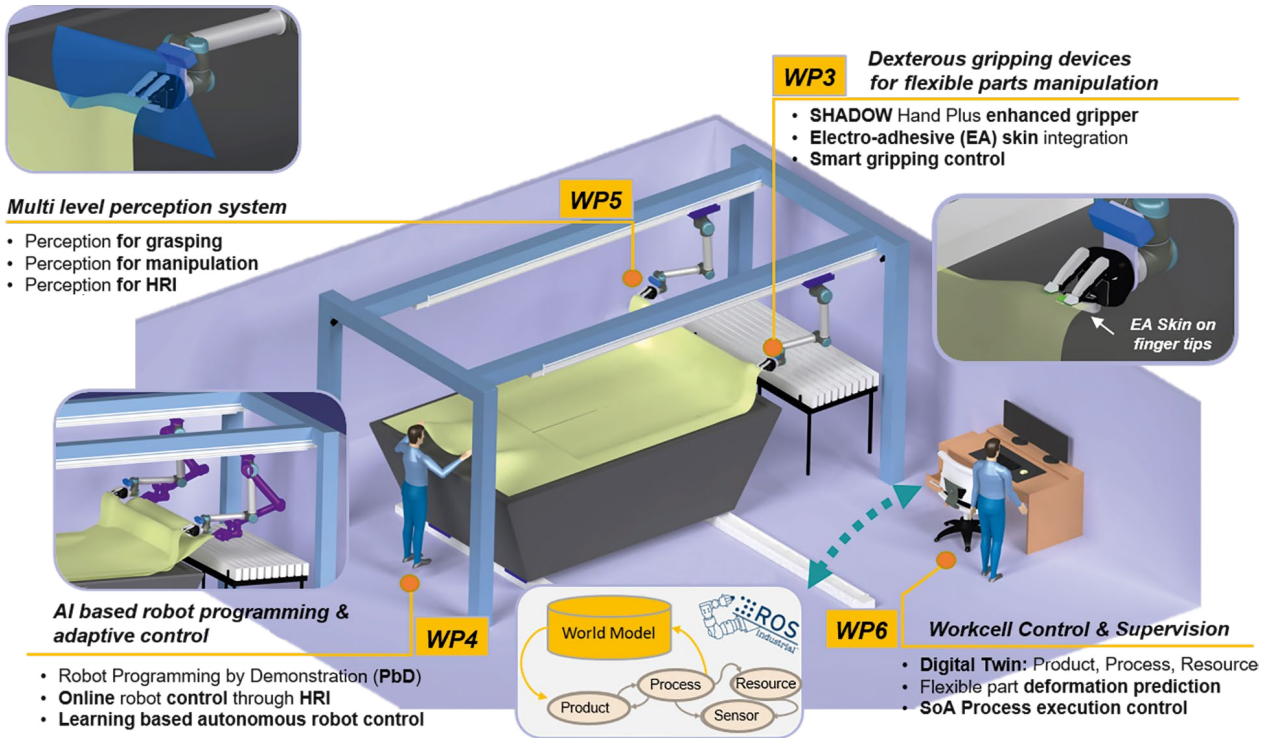 WP3
Dexterous gripping devices
for flexible parts manipulation
• SHADOW Hand Plus enhanced gripper
• Electro-adhesive (EA) skin integration
• Smart gripping control
WP5
Multi level perception system
• Perception for grasping
• Perception for manipulation
• Perception for HRI
EA Skin on
finger tips
AI based robot programming &
adaptive control
WP4
• Robot Programming by Demonstration (PbD)
• Online robot control through HRI
• Learning based autonomous robot control
World Model
ROS
Industrial
Process
Resource
Product
Sensor
WP6
Workcell Control & Supervision
• Digital Twin: Product, Process, Resource
• Flexible part deformation prediction
• SoA Process execution control